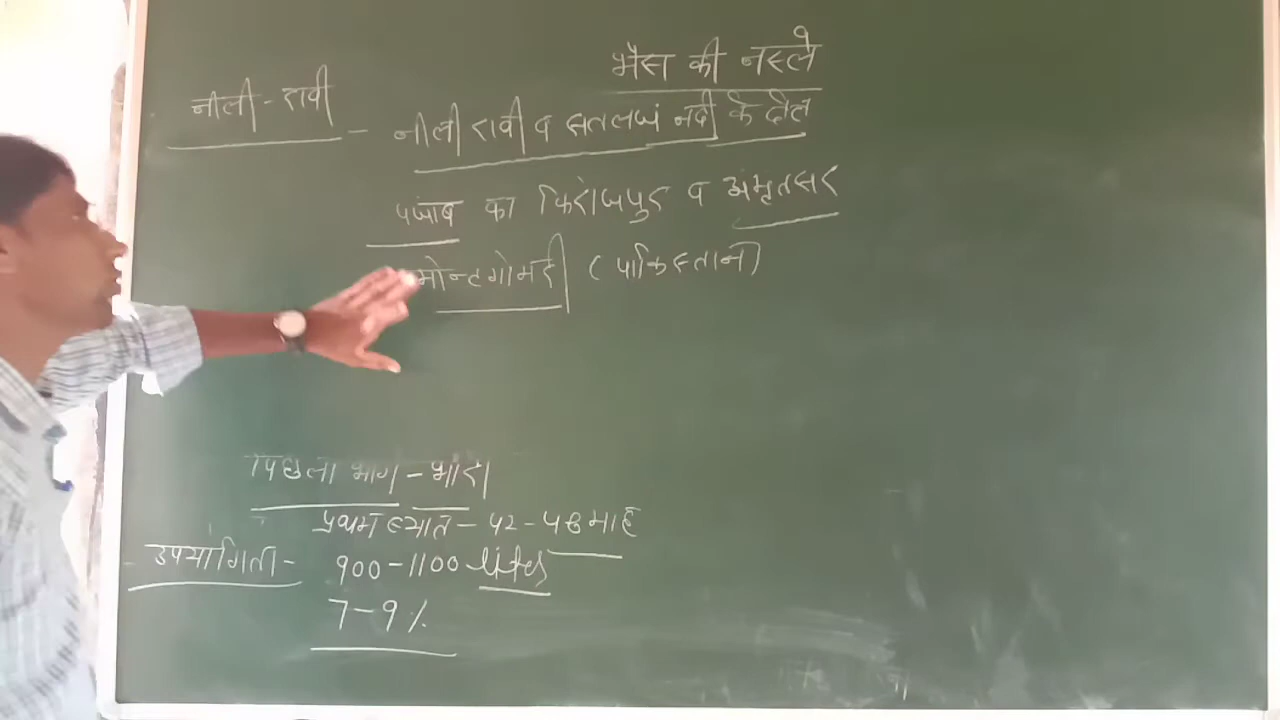 भैंस की नस्ले
नीली - रावी - नीली रावी व सतलज नदी के दोल
पंजाब का फिरोजपुर व अमृतसर
मोन्टगोमरी (पाकिस्तान)
पिछला भाग - भारी
प्रथम ब्यात - 42 - 48 माह
उपयोगिता - 900 - 1100 liter
7 - 9 %